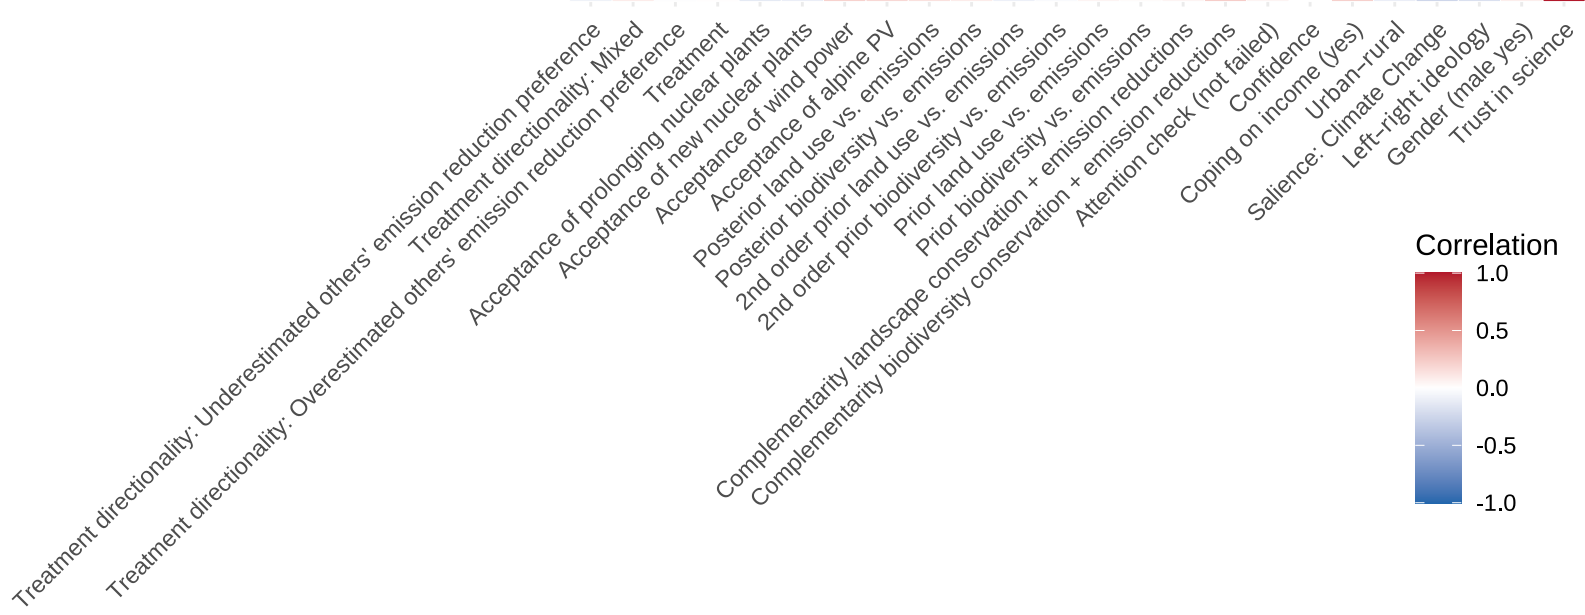 Treatment directionality: Underestimated others' emission reduction preference
Treatment directionality: Mixed
Treatment directionality: Overestimated others' emission reduction preference
Treatment
Acceptance of prolonging nuclear plants
Acceptance of new nuclear plants
Acceptance of wind power
Acceptance of alpine PV
Posterior land use vs. emissions
Posterior biodiversity vs. emissions
2nd order prior land use vs. emissions
2nd order prior biodiversity vs. emissions
Prior land use vs. emissions
Prior biodiversity vs. emissions
Complementarity landscape conservation + emission reductions
Complementarity biodiversity conservation + emission reductions
Attention check (not failed)
Confidence
Coping on income (yes)
Urban−rural
Salience: Climate Change
Left−right ideology
Gender (male yes)
Trust in science
Correlation
1.0
0.5
0.0
-0.5
-1.0